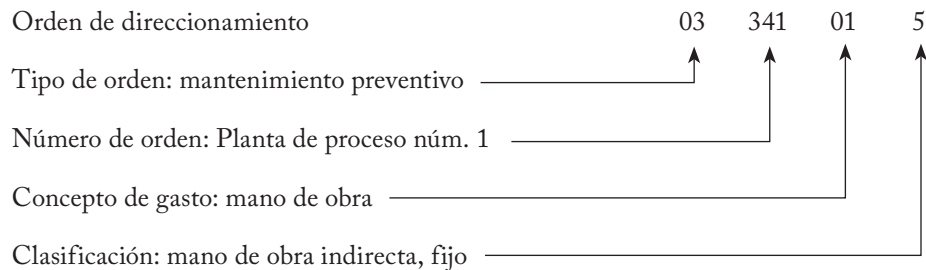 Orden de direccionamiento 03 341 01 5
Tipo de orden: mantenimiento preventivo
Número de orden: Planta de proceso núm. 1
Concepto de gasto: mano de obra
Clasificación: mano de obra indirecta, fijo